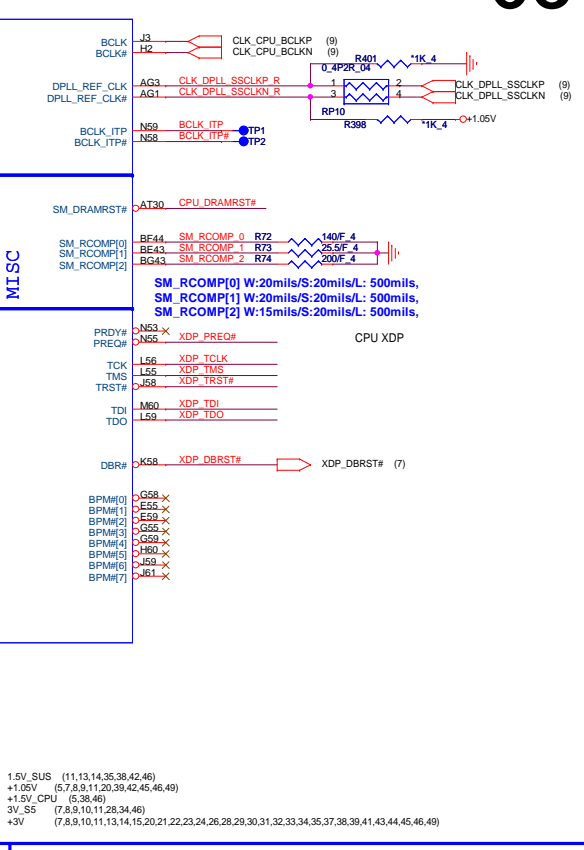 BCLK J3 CLK_CPU_BCLKP (9)
BCLK# H2 CLK_CPU_BCLKN (9)
R401 *1K_4
0_4P2R_04
DPLL_REF_CLK AG3 CLK_DPLL_SSCLKP_R 1 2 CLK_DPLL_SSCLKP (9)
DPLL_REF_CLK# AG1 CLK_DPLL_SSCLKN_R 3 4 CLK_DPLL_SSCLKN (9)
RP10
R398 *1K_4 +1.05V
BCLK_ITP N59 BCLK_ITP TP1
BCLK_ITP# N58 BCLK_ITP# TP2
MISC
SM_DRAMRST# AT30 CPU_DRAMRST#
SM_RCOMP[0] BF44 SM_RCOMP_0 R72 140/F_4
SM_RCOMP[1] BE43 SM_RCOMP_1 R73 25.5/F_4
SM_RCOMP[2] BG43 SM_RCOMP_2 R74 200/F_4
SM_RCOMP[0] W:20mils/S:20mils/L: 500mils,
SM_RCOMP[1] W:20mils/S:20mils/L: 500mils,
SM_RCOMP[2] W:15mils/S:20mils/L: 500mils,
PRDY# N53
CPU XDP
PREQ# N55 XDP_PREQ#
TCK L56 XDP_TCLK
TMS L55 XDP_TMS
TRST# J58 XDP_TRST#
TDI M60 XDP_TDI
TDO L59 XDP_TDO
DBR# K58 XDP_DBRST# XDP_DBRST# (7)
BPM#[0] G58
BPM#[1] E55
BPM#[2] E59
BPM#[3] G55
BPM#[4] G59
BPM#[5] H60
BPM#[6] J59
BPM#[7] J61
1.5V_SUS (11,13,14,35,38,42,46)
+1.05V (5,7,8,9,11,20,39,42,45,46,49)
+1.5V_CPU (5,38,46)
3V_S5 (7,8,9,10,11,28,34,46)
+3V (7,8,9,10,11,13,14,15,20,21,22,23,24,26,28,29,30,31,32,33,34,35,37,38,39,41,43,44,45,46,49)